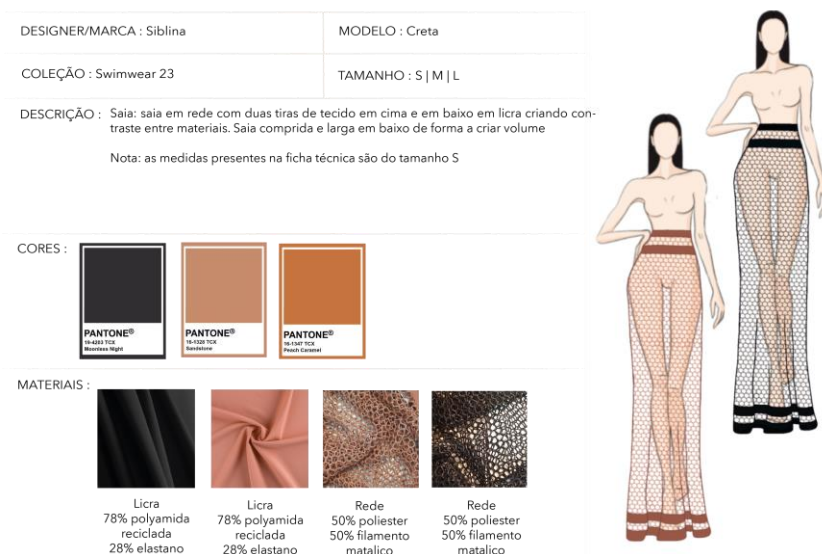 DESIGNER/MARCA : Siblina
MODELO : Creta
COLEÇÃO : Swimwear 23
TAMANHO : S | M | L
DESCRIÇÃO : Saia: saia em rede com duas tiras de tecido em cima e em baixo em licra criando con-
traste entre materiais. Saia comprida e larga em baixo de forma a criar volume
Nota: as medidas presentes na ficha técnica são do tamanho S
CORES :
PANTONE®
19-4203 TCX
Moonless Night
PANTONE®
16-1328 TCX
Sandstone
PANTONE®
16-1347 TCX
Peach Caramel
MATERIAIS :
Licra
78% polyamida
reciclada
28% elastano
Licra
78% polyamida
reciclada
28% elastano
Rede
50% poliester
50% filamento
matalico
Rede
50% poliester
50% filamento
matalico